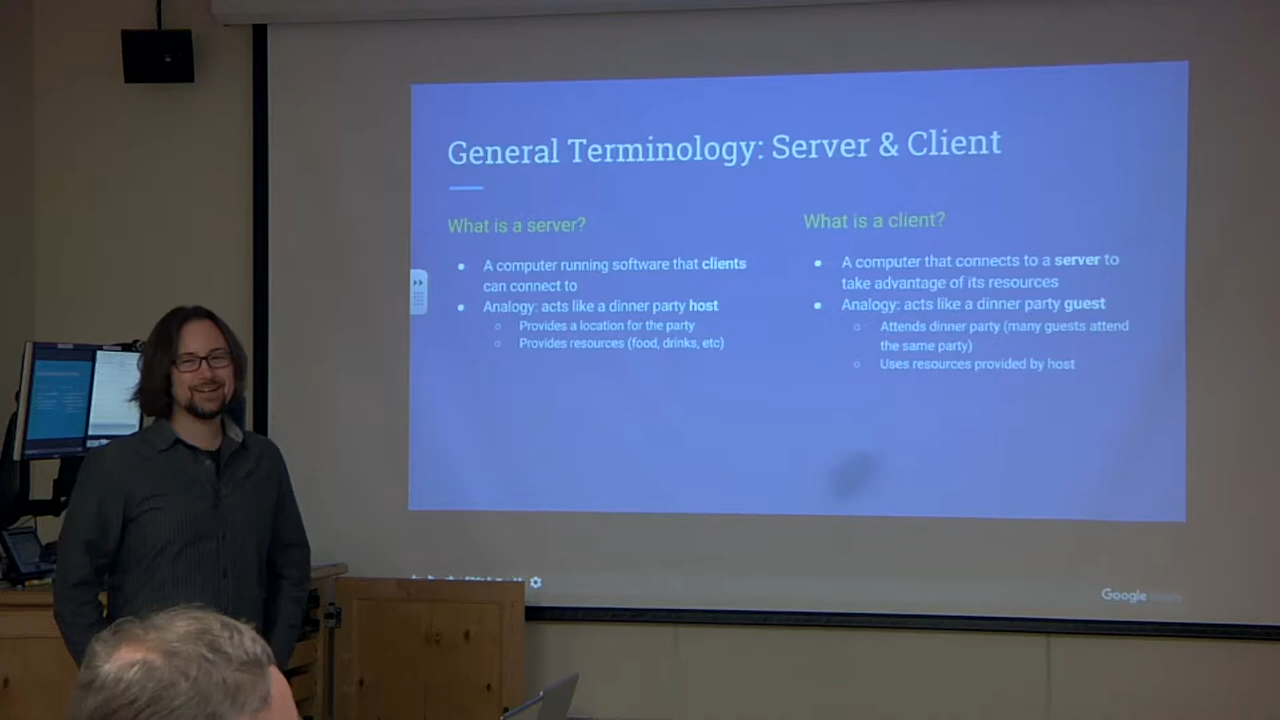 General Terminology: Server & Client
What is a server?
A computer running software that clients
can connect to
Analogy: acts like a dinner party host
Provides a location for the party
Provides resources (food, drinks, etc)
What is a client?
A computer that connects to a server to
take advantage of its resources
Analogy: acts like a dinner party guest
Attends dinner party (many guests attend
the same party)
Uses resources provided by host
Google